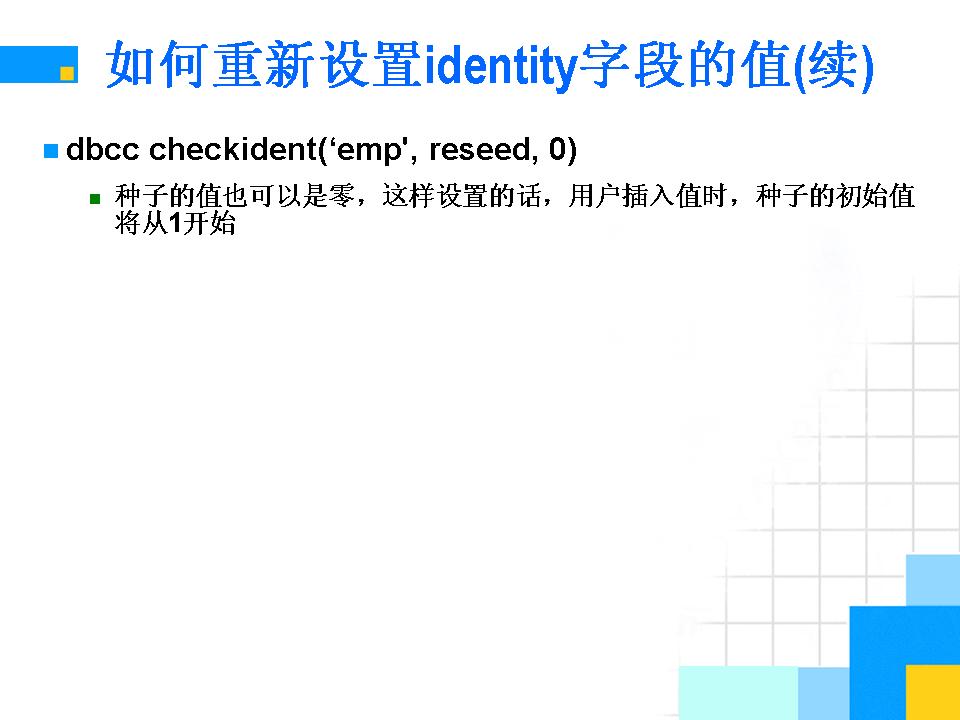 如何重新设置identity字段的值(续)
dbcc checkident(‘emp', reseed, 0)
种子的值也可以是零，这样设置的话，用户插入值时，种子的初始值
将从1开始